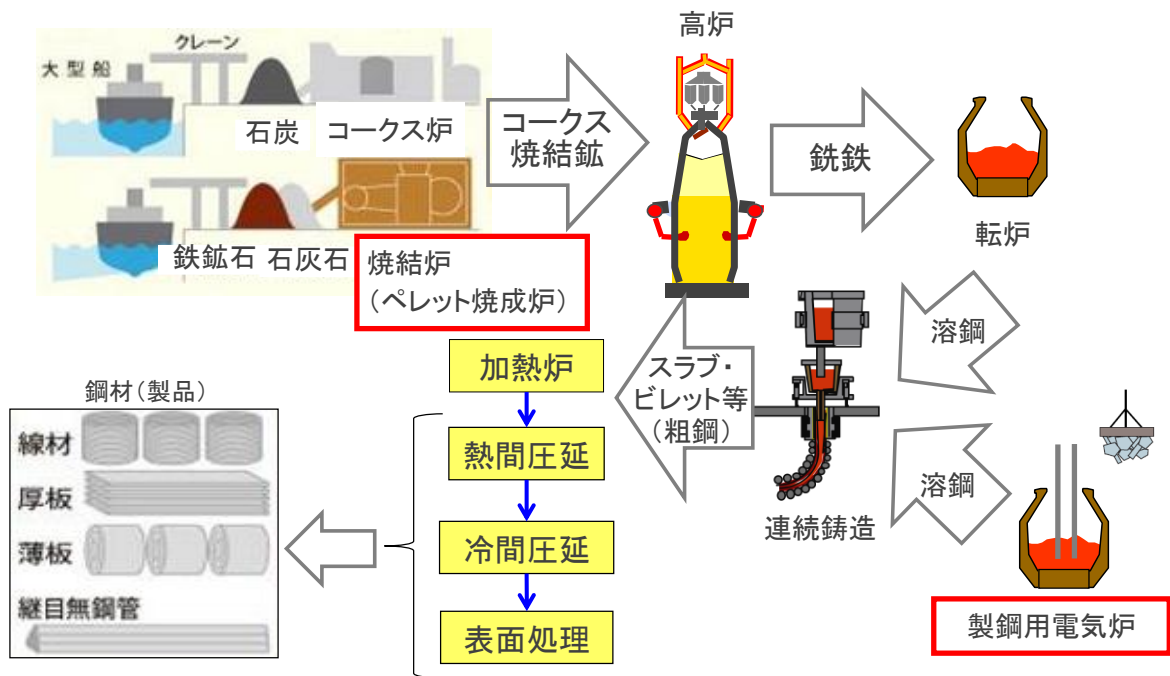 クレーン
大型船
石炭
コークス炉
鉄鉱石
石灰石
焼結炉
（ペレット焼成炉）
コークス
焼結鉱
高炉
銑鉄
転炉
溶鋼
溶鋼
製鋼用電気炉
連続鋳造
スラブ・
ビレット等
（粗鋼）
加熱炉
熱間圧延
冷間圧延
表面処理
鋼材（製品）
線材
厚板
薄板
継目無鋼管